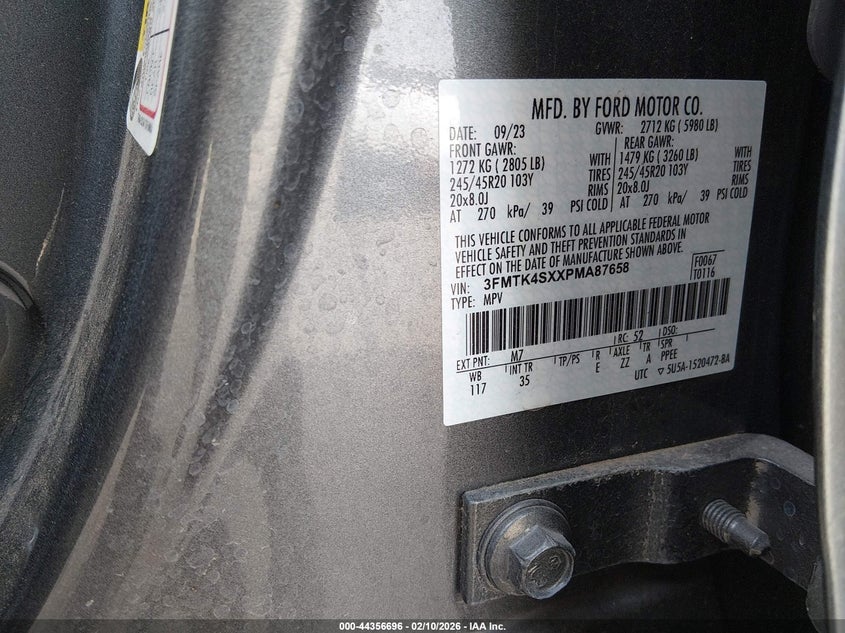 MFD. BY FORD MOTOR CO.
DATE: 09/23 GVWR: 2712 KG ( 5980 LB)
FRONT GAWR: REAR GAWR:
1272 KG ( 2805 LB) WITH 1479 KG ( 3260 LB) WITH
245/45R20 103Y TIRES 245/45R20 103Y TIRES
20x8.0J RIMS 20x8.0J RIMS
AT 270 kPa/ 39 PSI COLD AT 270 kPa/ 39 PSI COLD
THIS VEHICLE CONFORMS TO ALL APPLICABLE FEDERAL MOTOR
VEHICLE SAFETY AND THEFT PREVENTION STANDARDS IN
EFFECT ON THE DATE OF MANUFACTURE SHOWN ABOVE.
VIN: 3FMTK4SXXPMA87658 F0067
TYPE: MPV T0116
EXT PNT: M7 RC: 52 DSO:
WB INT TR TP/PS R AXLE TR SPR
117 35 E ZZ A PPEE
UTC ▽ 5U5A-1520472-BA
000-44356696 - 02/10/2026 - IAA Inc.